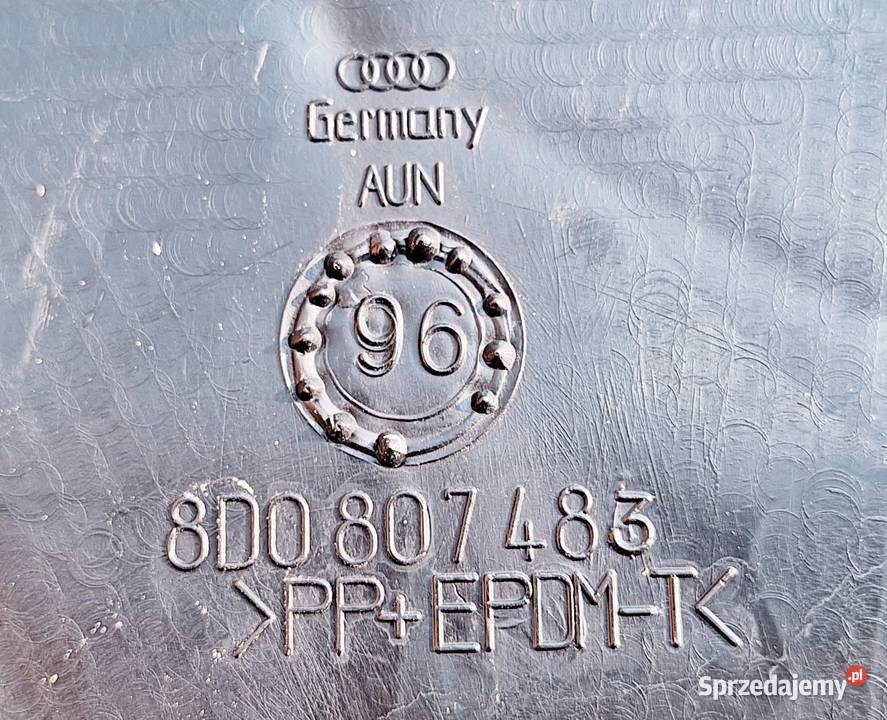 Germany
AUN
96
8D0 807 483
>PP+EPDM-T<
Sprzedajemy.pl